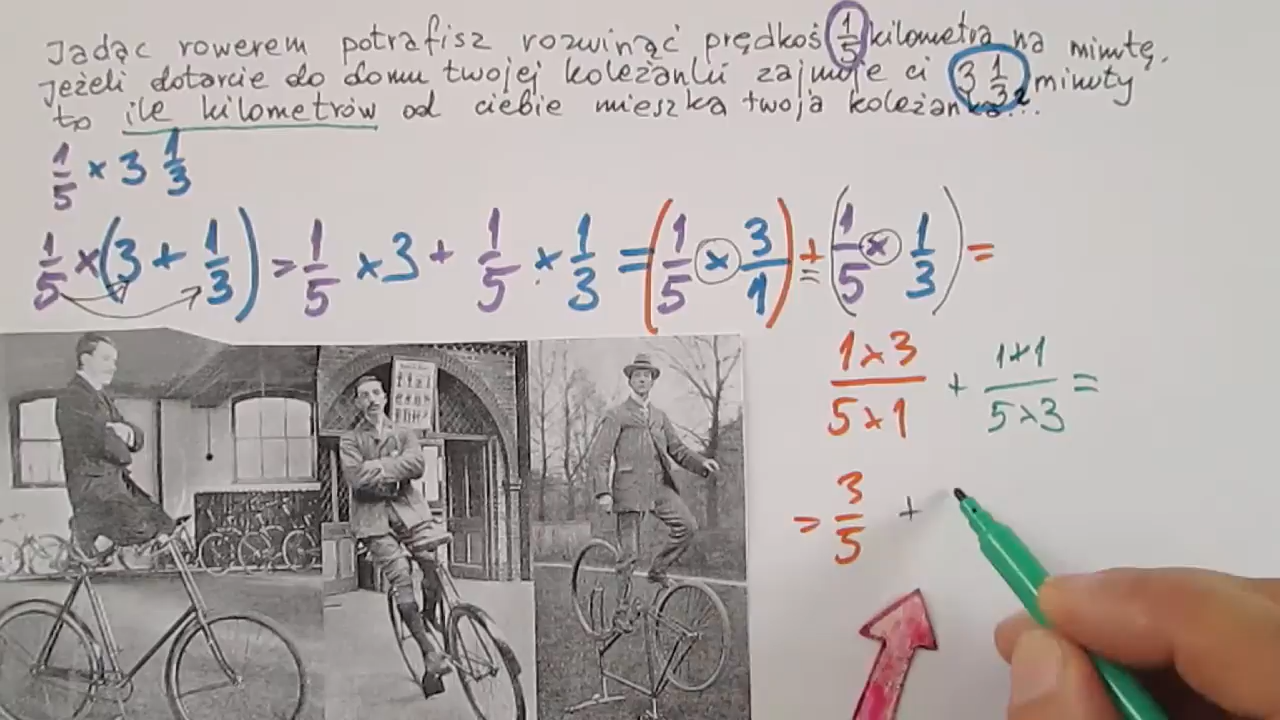 Jadąc rowerem potrafisz rozwinąć prędkoś 1/5 kilometra na minutę.
Jeżeli dotarcie do domu twojej koleżanki zajmuje ci 3 1/3 minuty
to ile kilometrów od ciebie mieszka twoja koleżanka...
1/5 × 3 1/3
1/5 × (3 + 1/3) = 1/5 × 3 + 1/5 × 1/3 = (1/5 × 3/1) + (1/5 × 1/3) =
1×3/5×1 + 1×1/5×3 =
= 3/5 +